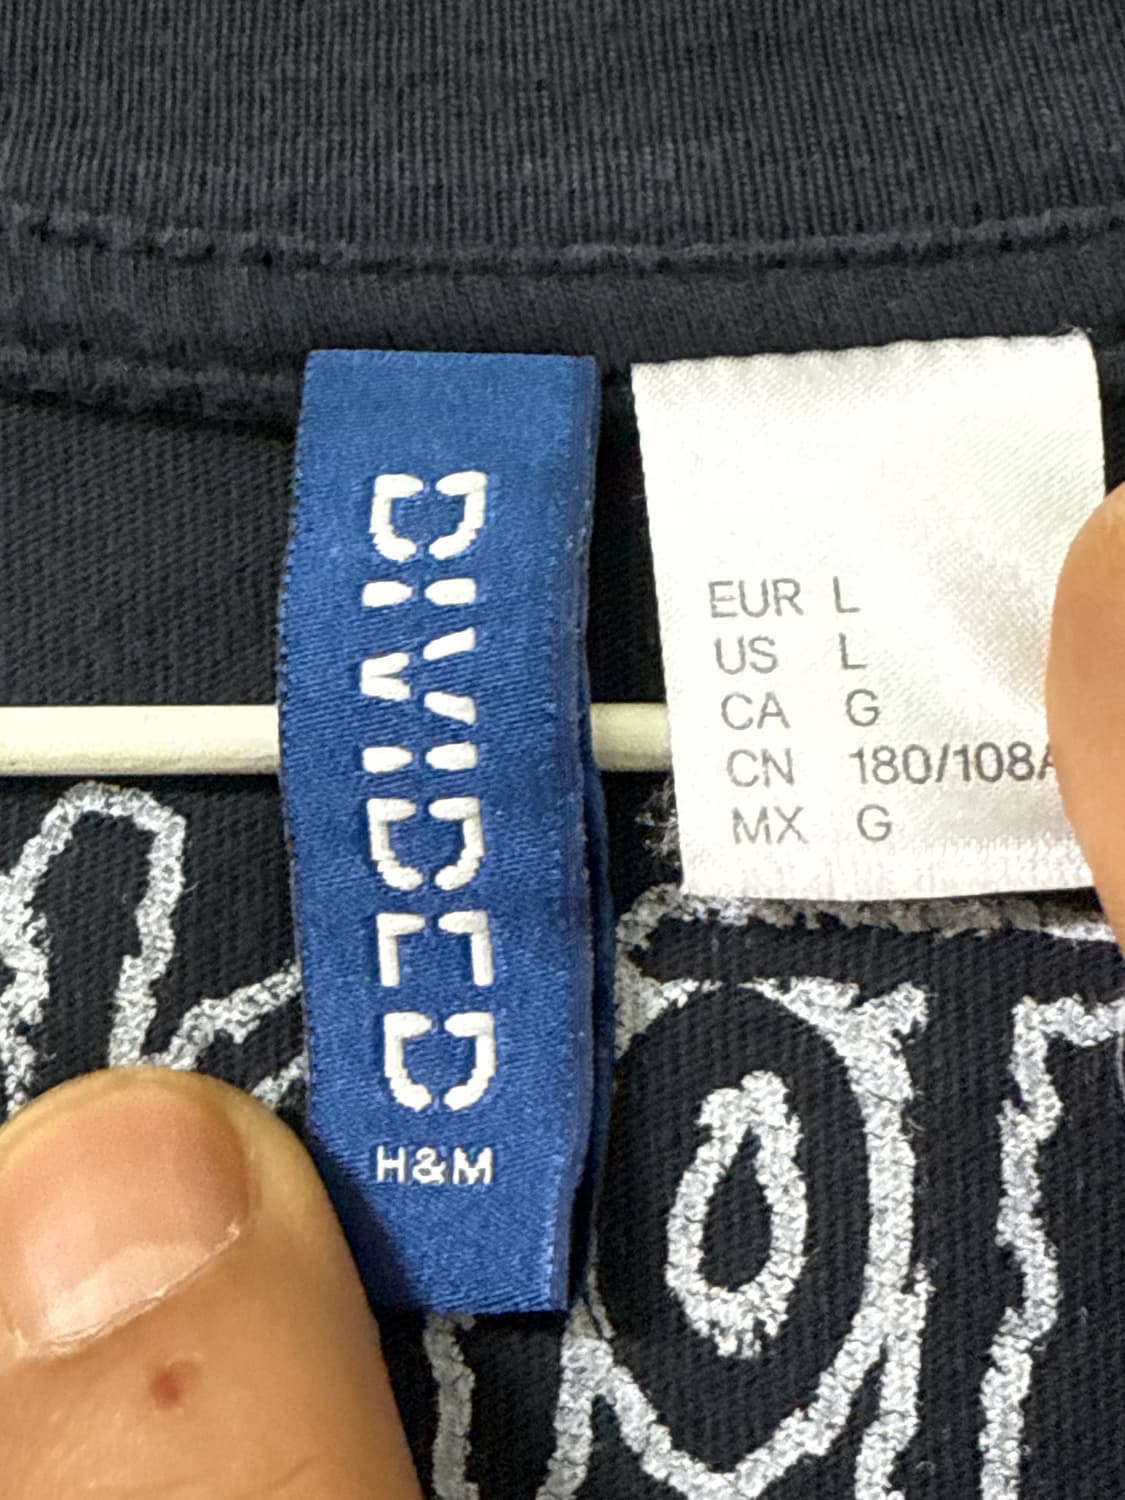 DIVIDED
H&M
EUR L
US L
CA G
CN 180/108A
MX G